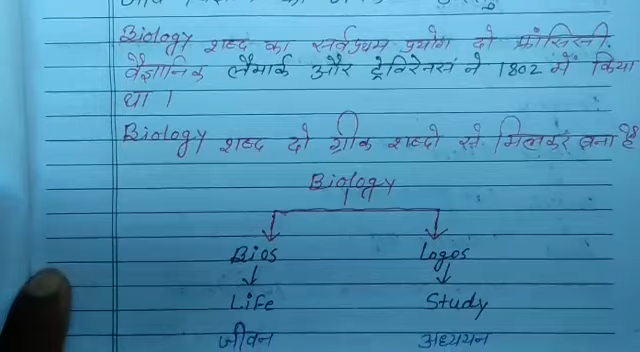 Biology शब्द का सर्वप्रथम प्रयोग दो फ्रांसिसी
वैज्ञानिक लैमार्क और ट्रेविरेनस ने 1802 में किया
था ।
Biology शब्द दो ग्रीक शब्दो से मिलकर बना है
Biology
Bios Logos
Life Study
जीवन अध्ययन